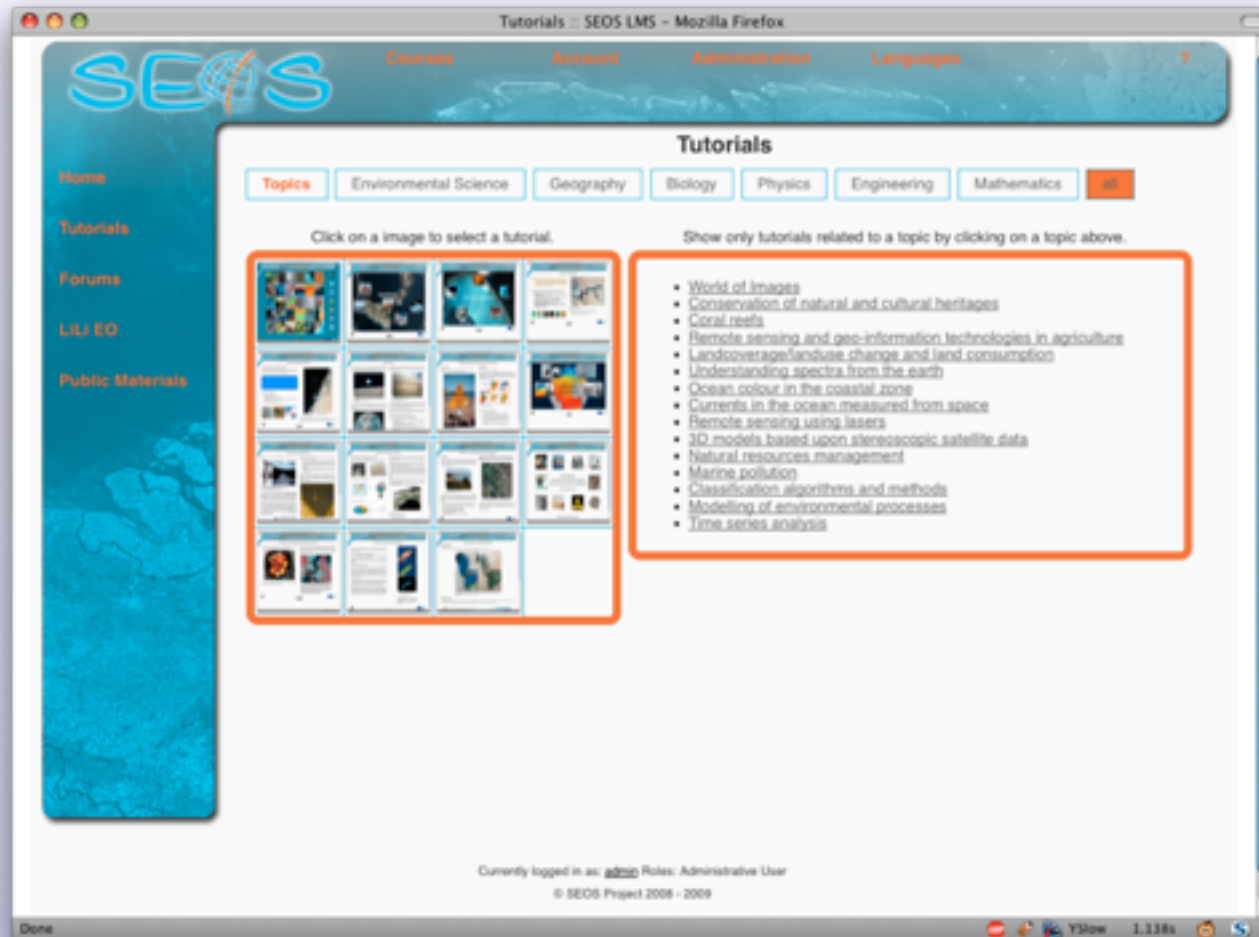 Tutorials :: SEOS LMS – Mozilla Firefox
SEOS
Courses Account Administration Languages ?
Home
Tutorials
Forums
LiLi EO
Public Materials
Tutorials
Topics Environmental Science Geography Biology Physics Engineering Mathematics all
Click on a image to select a tutorial.
Show only tutorials related to a topic by clicking on a topic above.
World of Images
Conservation of natural and cultural heritages
Coral reefs
Remote sensing and geo-information technologies in agriculture
Landcoverage/landuse change and land consumption
Understanding spectra from the earth
Ocean colour in the coastal zone
Currents in the ocean measured from space
Remote sensing using lasers
3D models based upon stereoscopic satellite data
Natural resources management
Marine pollution
Classification algorithms and methods
Modelling of environmental processes
Time series analysis
Currently logged in as: admin Roles: Administrative User
© SEOS Project 2008 - 2009
Done YSlow 1.138s